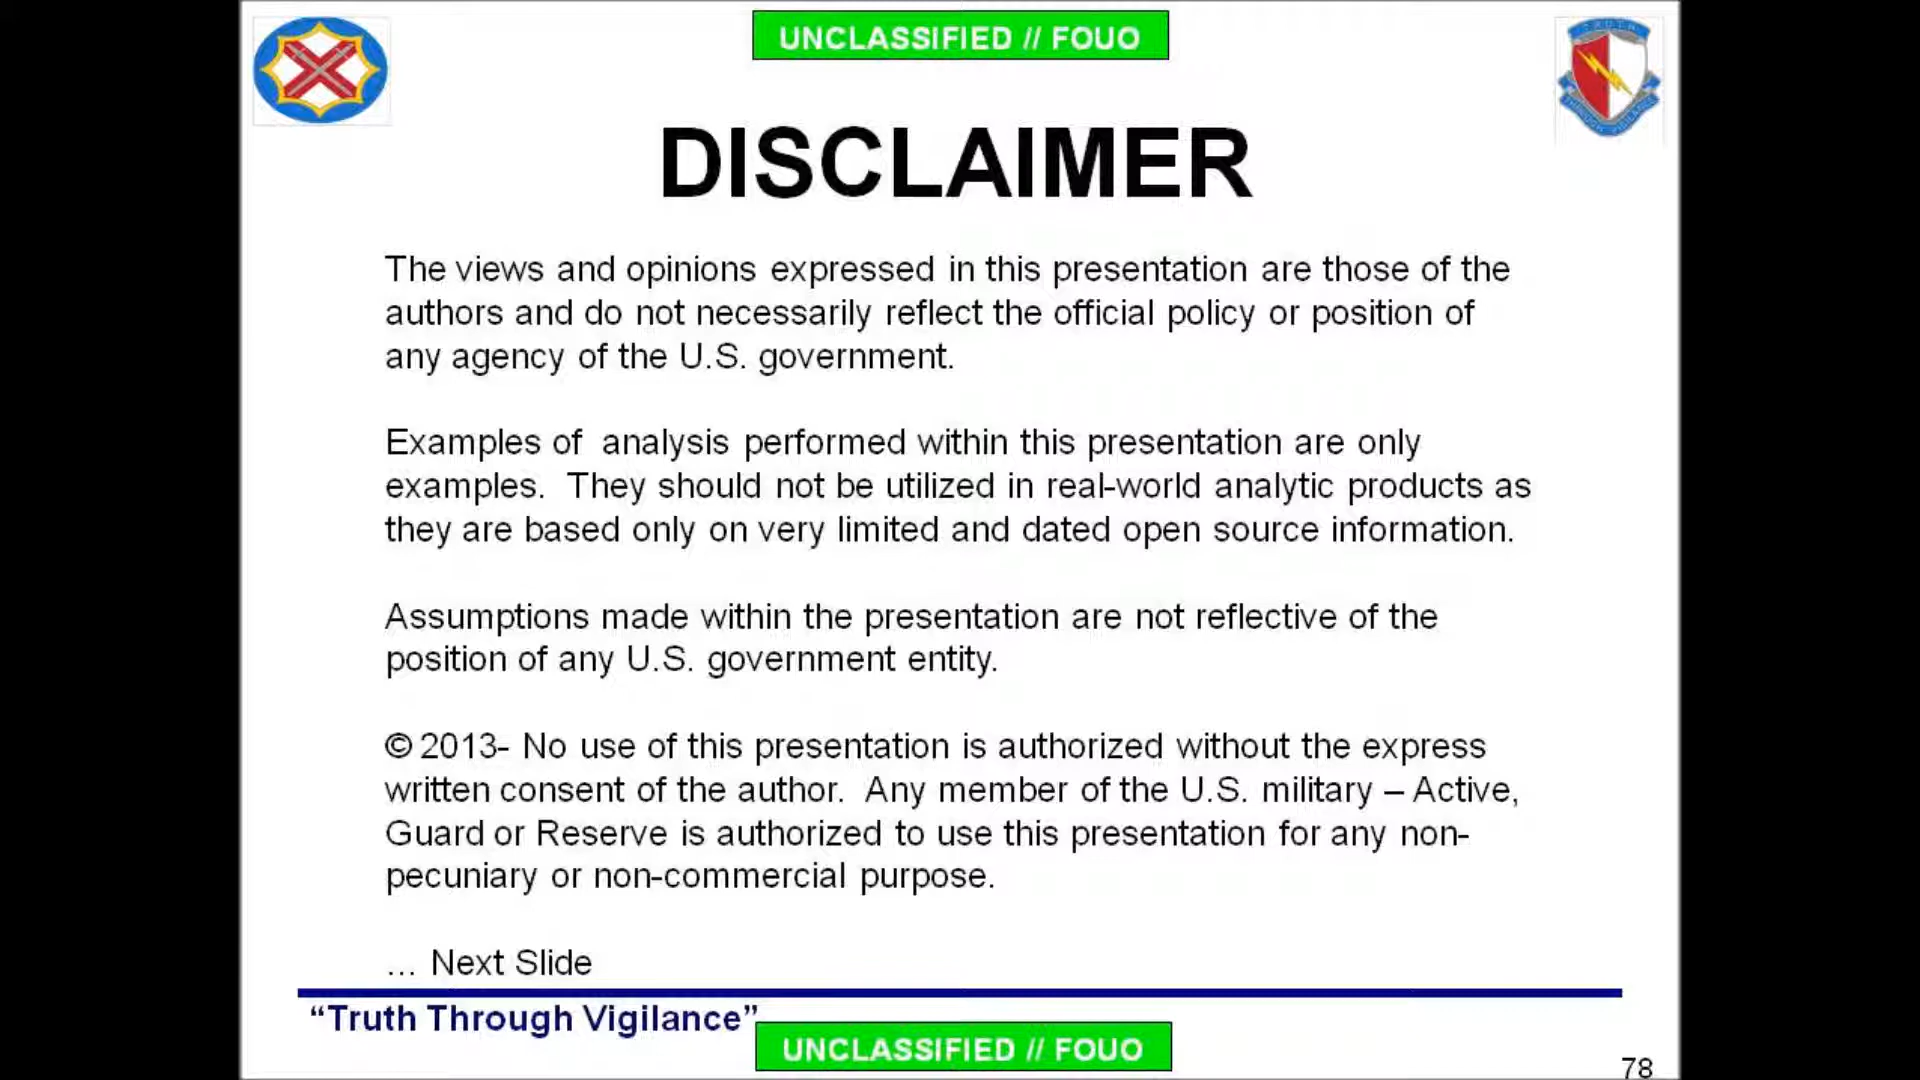 UNCLASSIFIED // FOUO
TRUTH
THROUGH VIGILANCE
DISCLAIMER
The views and opinions expressed in this presentation are those of the
authors and do not necessarily reflect the official policy or position of
any agency of the U.S. government.
Examples of analysis performed within this presentation are only
examples. They should not be utilized in real-world analytic products as
they are based only on very limited and dated open source information.
Assumptions made within the presentation are not reflective of the
position of any U.S. government entity.
© 2013- No use of this presentation is authorized without the express
written consent of the author. Any member of the U.S. military – Active,
Guard or Reserve is authorized to use this presentation for any non-
pecuniary or non-commercial purpose.
... Next Slide
“Truth Through Vigilance”
UNCLASSIFIED // FOUO
78